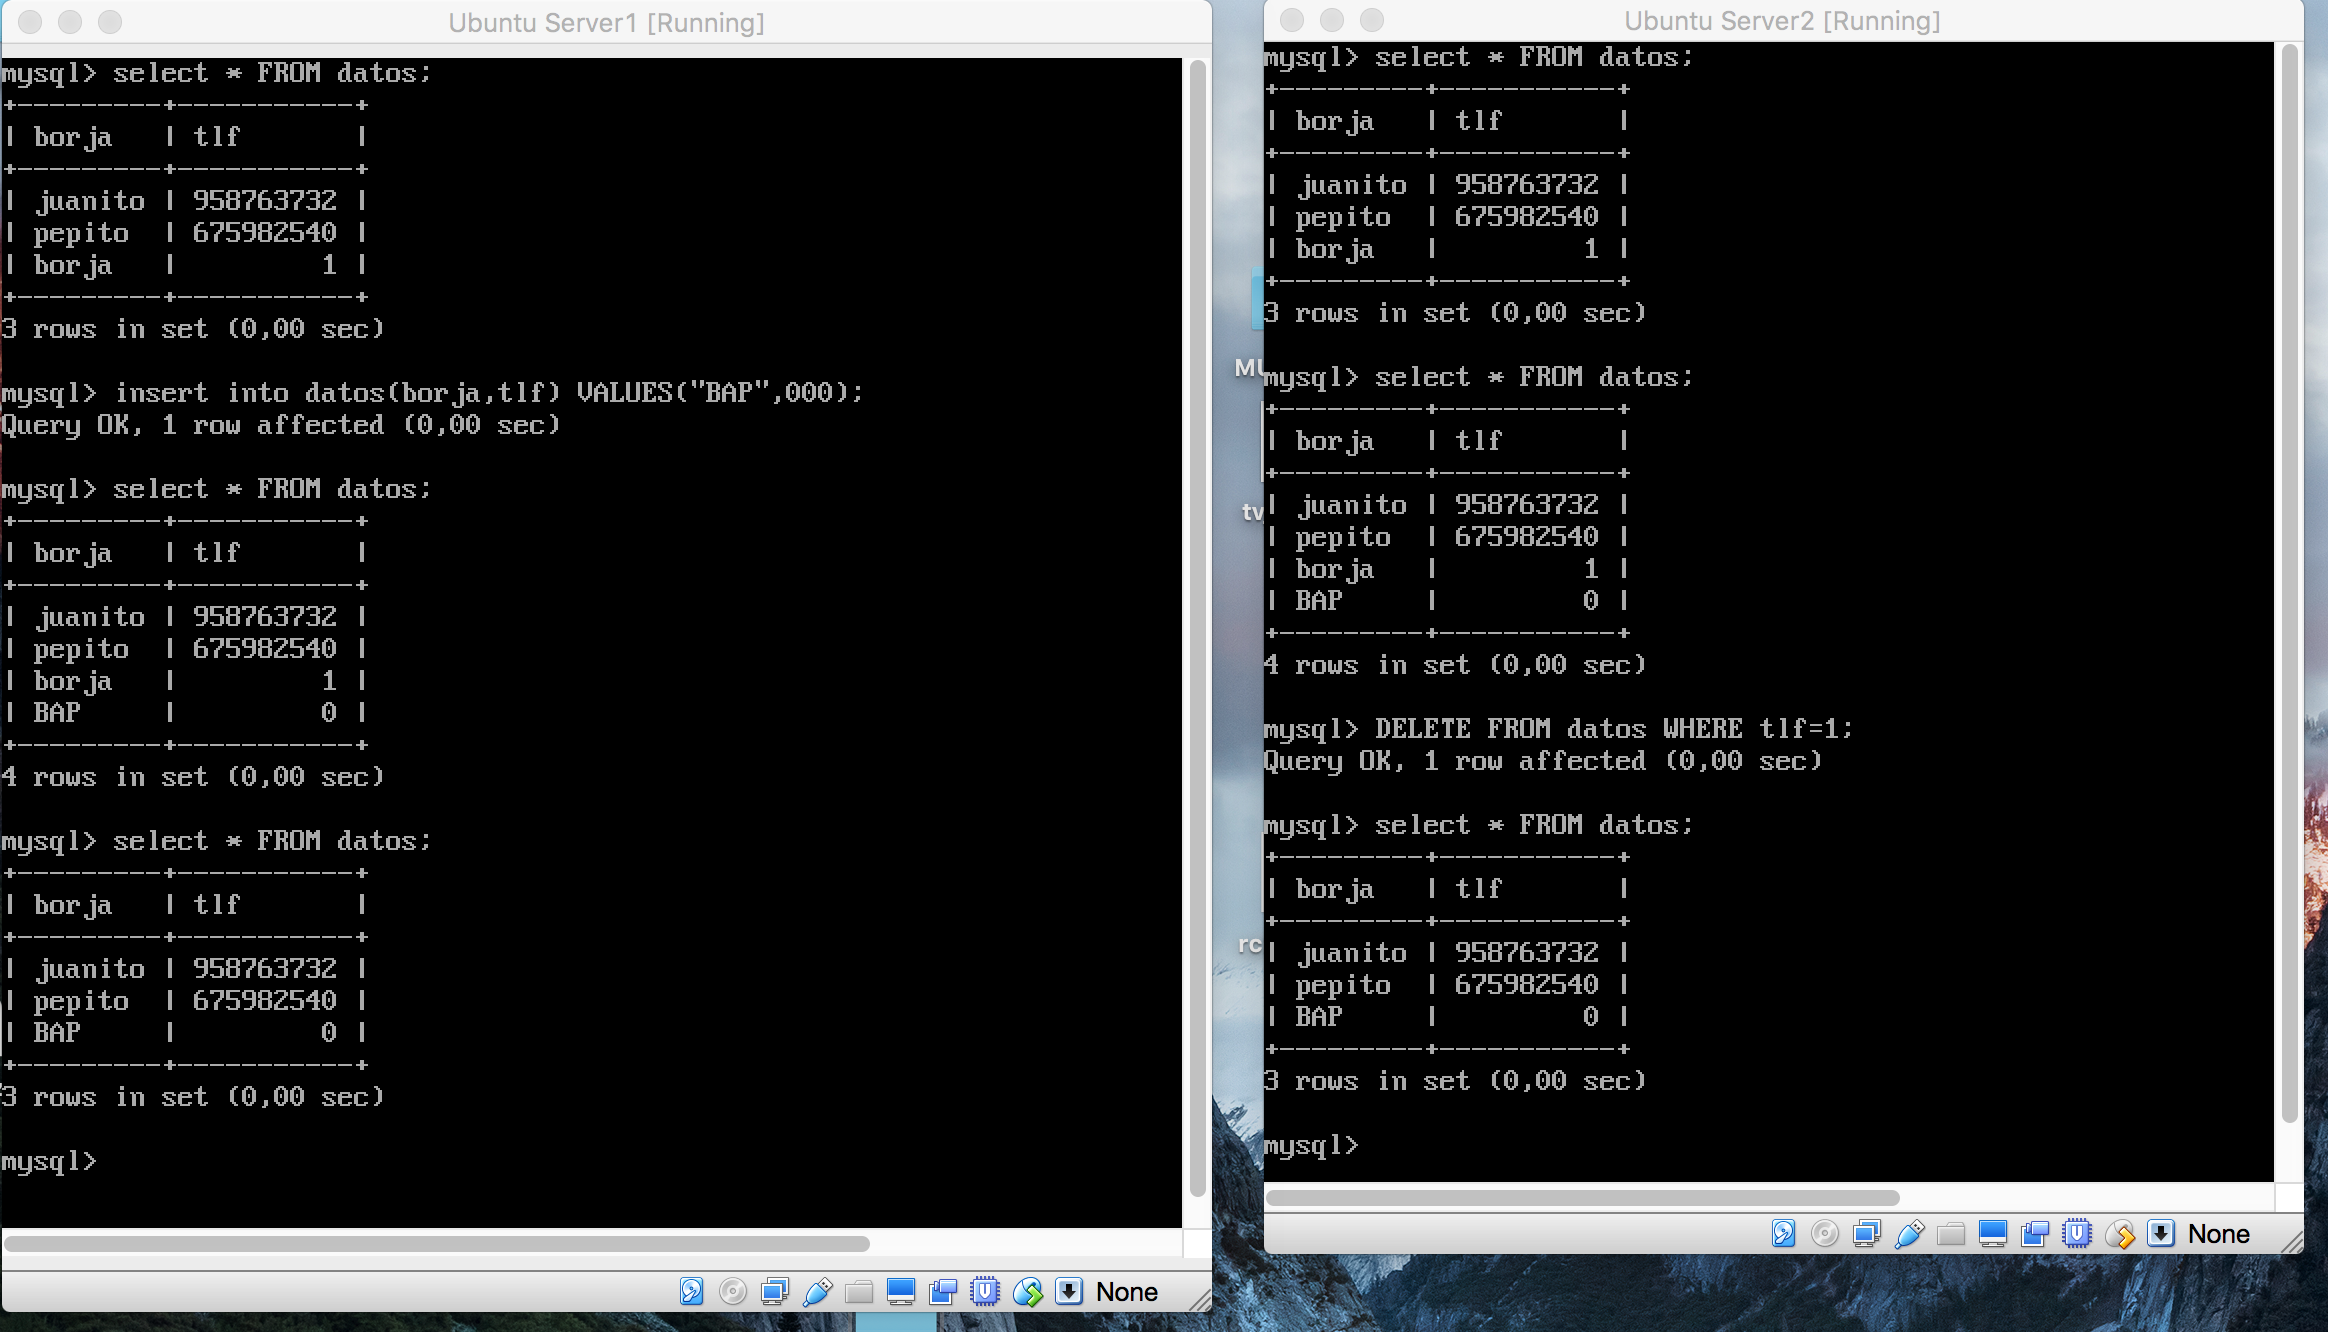 Ubuntu Server1 [Running]
mysql> select * FROM datos;
+---------+-----------+
| borja   | tlf       |
+---------+-----------+
| juanito | 958763732 |
| pepito  | 675982540 |
| borja   |         1 |
+---------+-----------+
3 rows in set (0,00 sec)
mysql> insert into datos(borja,tlf) VALUES("BAP",000);
Query OK, 1 row affected (0,00 sec)
mysql> select * FROM datos;
+---------+-----------+
| borja   | tlf       |
+---------+-----------+
| juanito | 958763732 |
| pepito  | 675982540 |
| borja   |         1 |
| BAP     |         0 |
+---------+-----------+
4 rows in set (0,00 sec)
mysql> select * FROM datos;
+---------+-----------+
| borja   | tlf       |
+---------+-----------+
| juanito | 958763732 |
| pepito  | 675982540 |
| BAP     |         0 |
+---------+-----------+
3 rows in set (0,00 sec)
mysql>
None
MU
tv
rc
Ubuntu Server2 [Running]
mysql> select * FROM datos;
+---------+-----------+
| borja   | tlf       |
+---------+-----------+
| juanito | 958763732 |
| pepito  | 675982540 |
| borja   |         1 |
+---------+-----------+
3 rows in set (0,00 sec)
mysql> select * FROM datos;
+---------+-----------+
| borja   | tlf       |
+---------+-----------+
| juanito | 958763732 |
| pepito  | 675982540 |
| borja   |         1 |
| BAP     |         0 |
+---------+-----------+
4 rows in set (0,00 sec)
mysql> DELETE FROM datos WHERE tlf=1;
Query OK, 1 row affected (0,00 sec)
mysql> select * FROM datos;
+---------+-----------+
| borja   | tlf       |
+---------+-----------+
| juanito | 958763732 |
| pepito  | 675982540 |
| BAP     |         0 |
+---------+-----------+
3 rows in set (0,00 sec)
mysql>
None